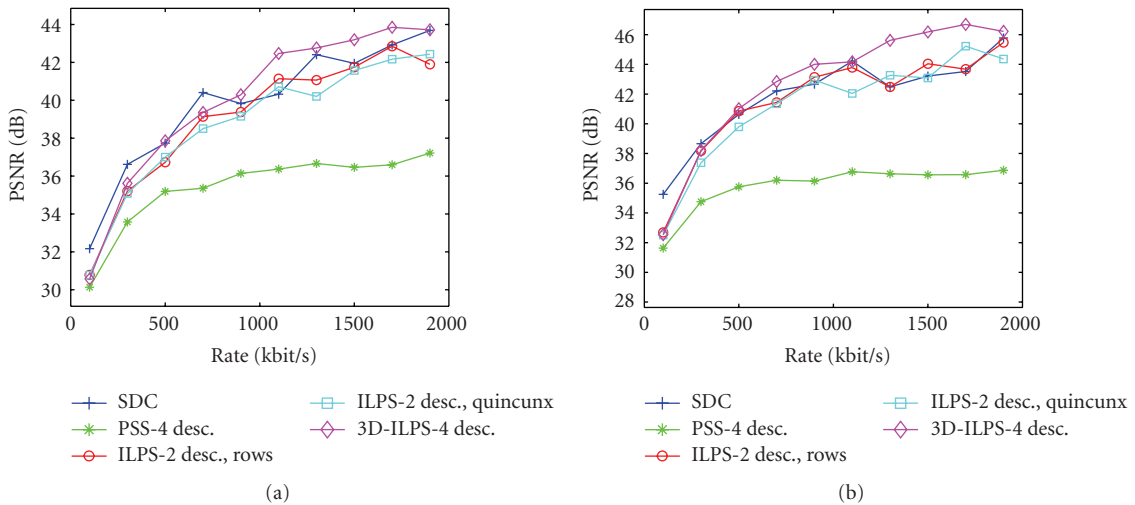 44
42
40
38
36
34
32
30
PSNR (dB)
0 500 1000 1500 2000
Rate (kbit/s)
SDC
PSS-4 desc.
ILPS-2 desc., rows
ILPS-2 desc., quincunx
3D-ILPS-4 desc.
(a)
46
44
42
40
38
36
34
32
30
28
PSNR (dB)
0 500 1000 1500 2000
Rate (kbit/s)
SDC
PSS-4 desc.
ILPS-2 desc., rows
ILPS-2 desc., quincunx
3D-ILPS-4 desc.
(b)